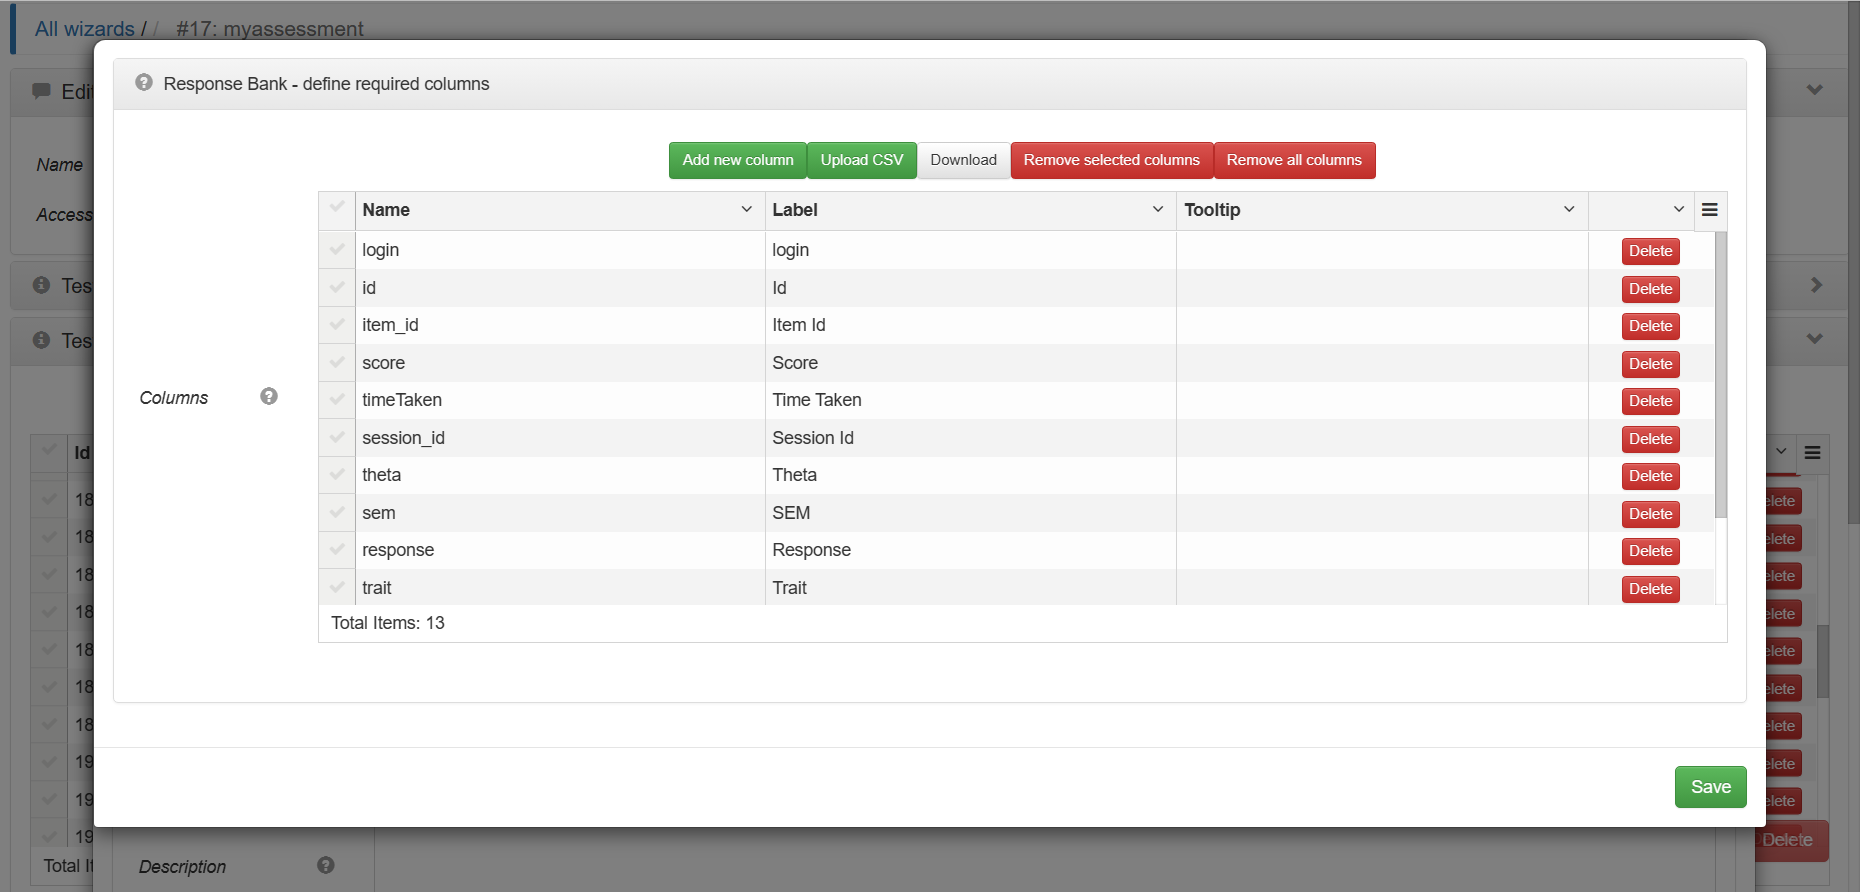 All wizards / / #17: myassessment
Edit
Response Bank - define required columns
Name
Access
Add new column Upload CSV Download Remove selected columns Remove all columns
Name Label Tooltip
login login Delete
id Id Delete
Tes
item_id Item Id Delete
Tes
score Score Delete
Columns
timeTaken Time Taken Delete
session_id Session Id Delete
Id
theta Theta Delete
18 elete
sem SEM Delete
18 elete
response Response Delete
18 elete
trait Trait Delete
18 elete
Total Items: 13
18 elete
18 elete
18 elete
19 elete
Save
19 elete
19
Delete
Total It
Description